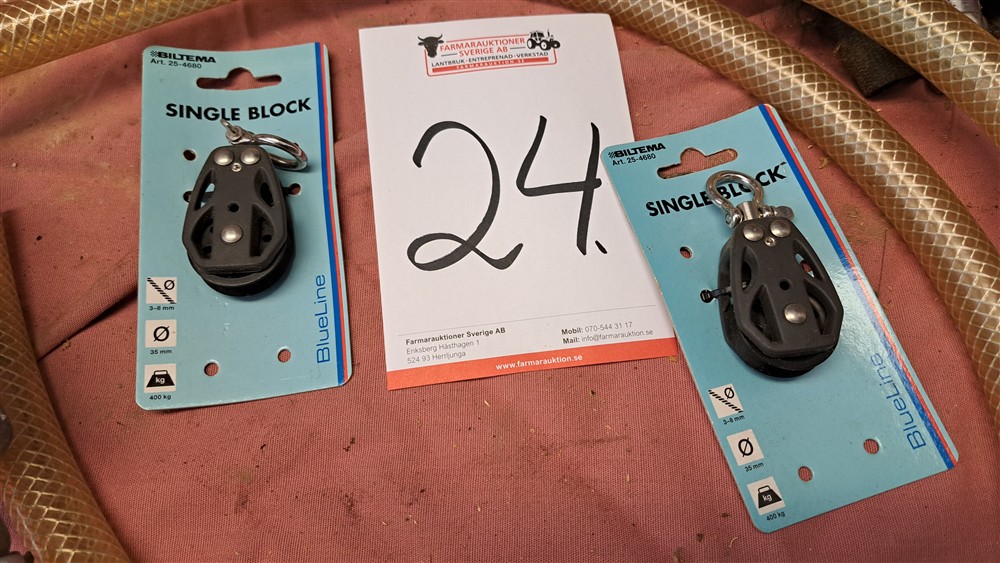 BILTEMA
Art. 25-4680
SINGLE BLOCK
3–8 mm
35 mm
kg
400 kg
BlueLine
FARMARAUKTIONER
SVERIGE AB
LANTBRUK·ENTREPRENAD·VERKSTAD
FARMARAUKTION.SE
24.
Farmarauktioner Sverige AB
Eriksberg Hästhagen 1
524 93 Herrljunga
Mobil: 070-544 31 17
Mail: info@farmarauktion.se
www.farmarauktion.se
BILTEMA
Art. 25-4680
SINGLE BLOCK
3–8 mm
35 mm
kg
400 kg
BlueLine